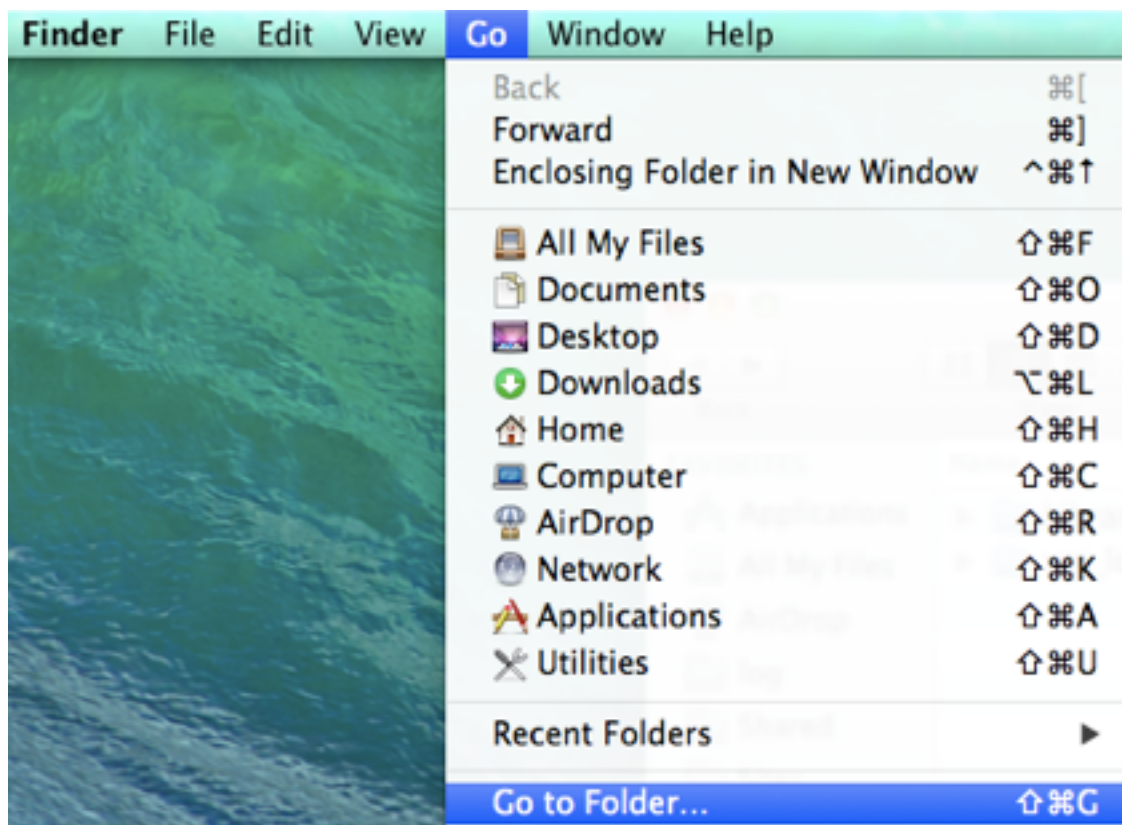 Finder File Edit View Go Window Help
Back ⌘[
Forward ⌘]
Enclosing Folder in New Window ^⌘↑
All My Files ⇧⌘F
Documents ⇧⌘O
Desktop ⇧⌘D
Downloads ⌥⌘L
Home ⇧⌘H
Computer ⇧⌘C
AirDrop ⇧⌘R
Network ⇧⌘K
Applications ⇧⌘A
Utilities ⇧⌘U
Recent Folders ▶
Go to Folder... ⇧⌘G